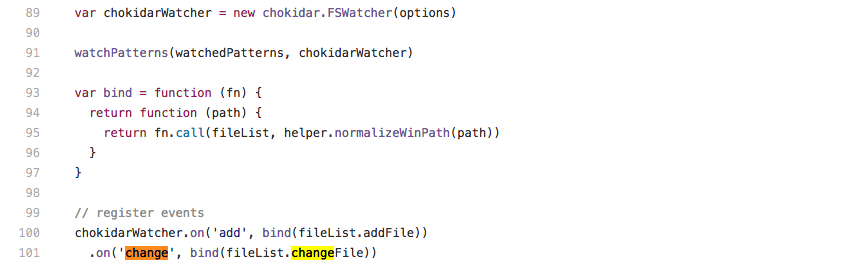 89 var chokidarWatcher = new chokidar.FSWatcher(options)
90
91 watchPatterns(watchedPatterns, chokidarWatcher)
92
93 var bind = function (fn) {
94 return function (path) {
95 return fn.call(fileList, helper.normalizeWinPath(path))
96 }
97 }
98
99 // register events
100 chokidarWatcher.on('add', bind(fileList.addFile))
101 .on('change', bind(fileList.changeFile))